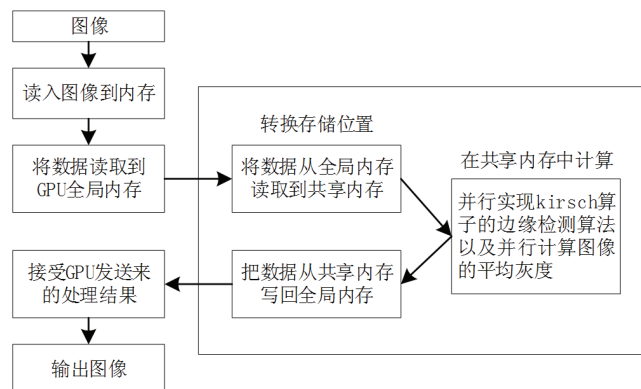 图像
读入图像到内存
将数据读取到
GPU全局内存
转换存储位置
将数据从全局内存
读取到共享内存
在共享内存中计算
并行实现kirsch算
子的边缘检测算法
以及并行计算图像
的平均灰度
把数据从共享内存
写回全局内存
接受GPU发送来
的处理结果
输出图像